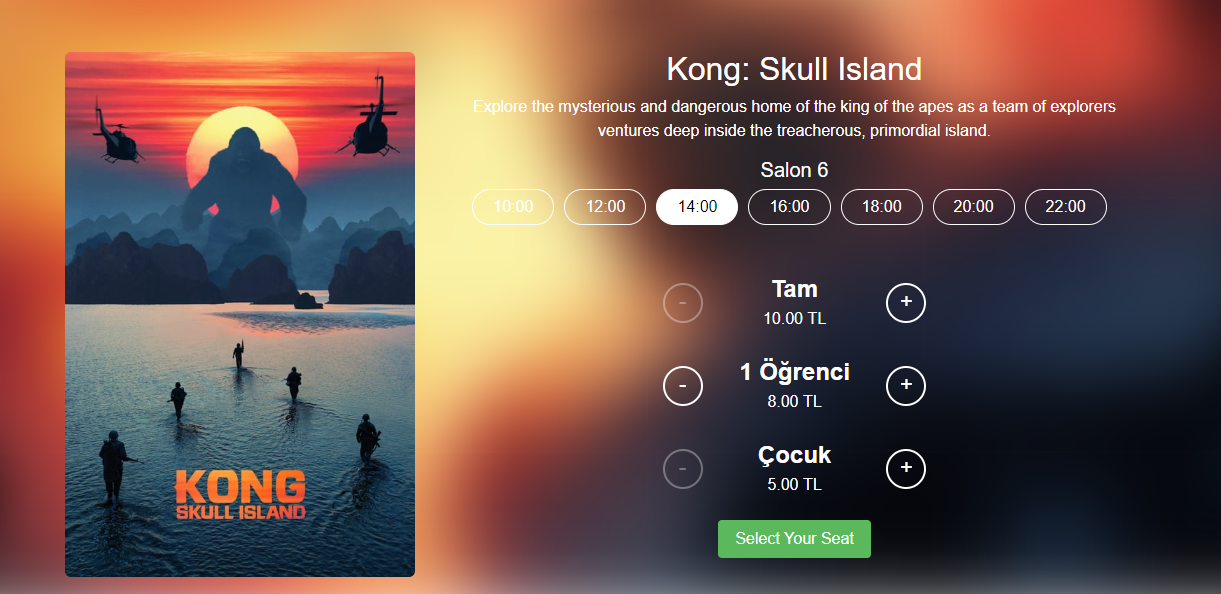 Kong: Skull Island
Explore the mysterious and dangerous home of the king of the apes as a team of explorers
ventures deep inside the treacherous, primordial island.
Salon 6
10:00 12:00 14:00 16:00 18:00 20:00 22:00
- Tam +
10.00 TL
- 1 Öğrenci +
8.00 TL
- Çocuk +
5.00 TL
Select Your Seat
KONG
SKULL ISLAND